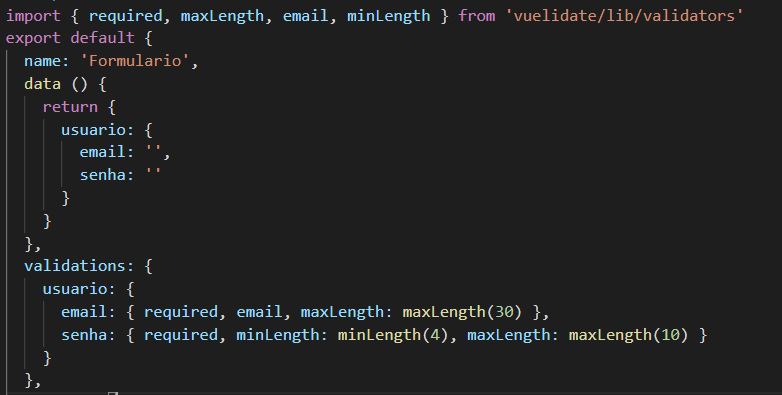 import { required, maxLength, email, minLength } from 'vuelidate/lib/validators'
export default {
  name: 'Formulario',
  data () {
    return {
      usuario: {
        email: '',
        senha: ''
      }
    }
  },
  validations: {
    usuario: {
      email: { required, email, maxLength: maxLength(30) },
      senha: { required, minLength: minLength(4), maxLength: maxLength(10) }
    }
  },